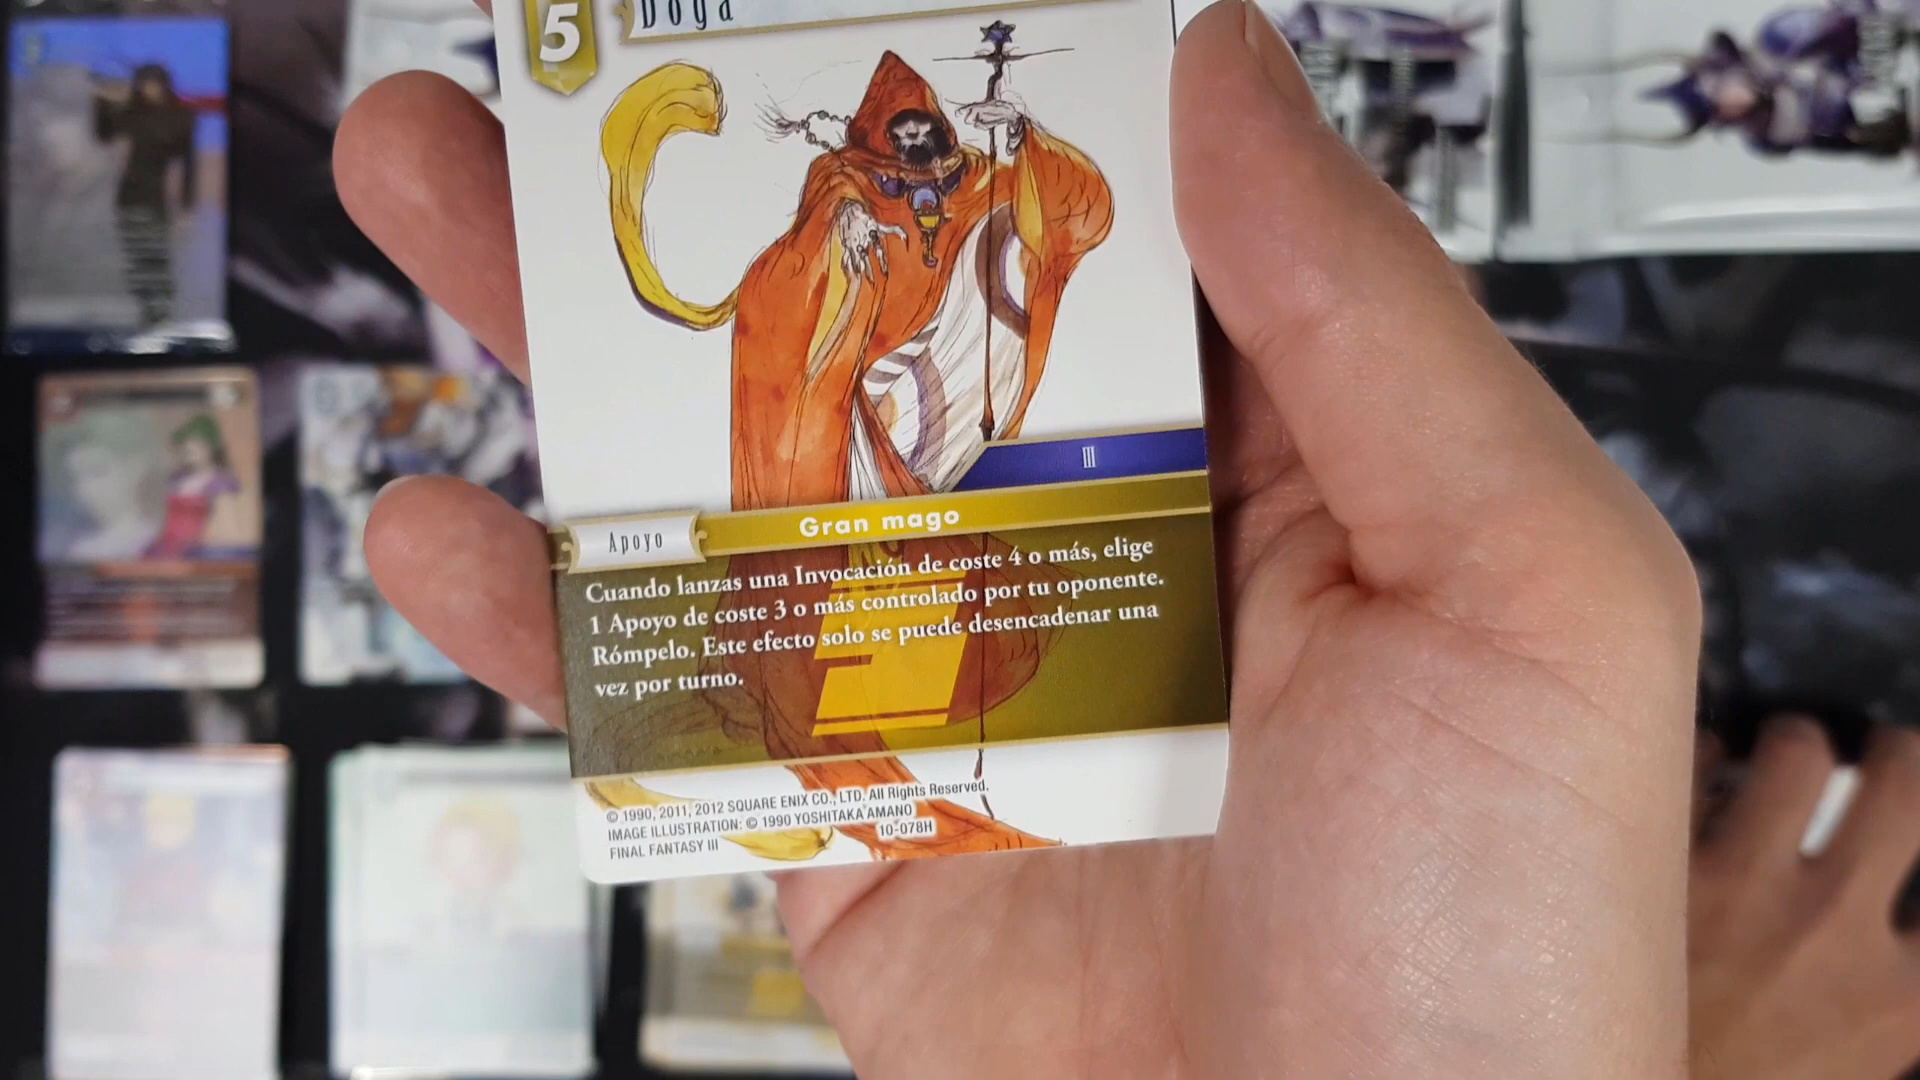 5
Doga
III
Gran mago
Apoyo
Cuando lanzas una Invocación de coste 4 o más, elige
1 Apoyo de coste 3 o más controlado por tu oponente.
Rómpelo. Este efecto solo se puede desencadenar una
vez por turno.
© 1990, 2011, 2012 SQUARE ENIX CO., LTD. All Rights Reserved.
IMAGE ILLUSTRATION: © 1990 YOSHITAKA AMANO
10-078H
FINAL FANTASY III